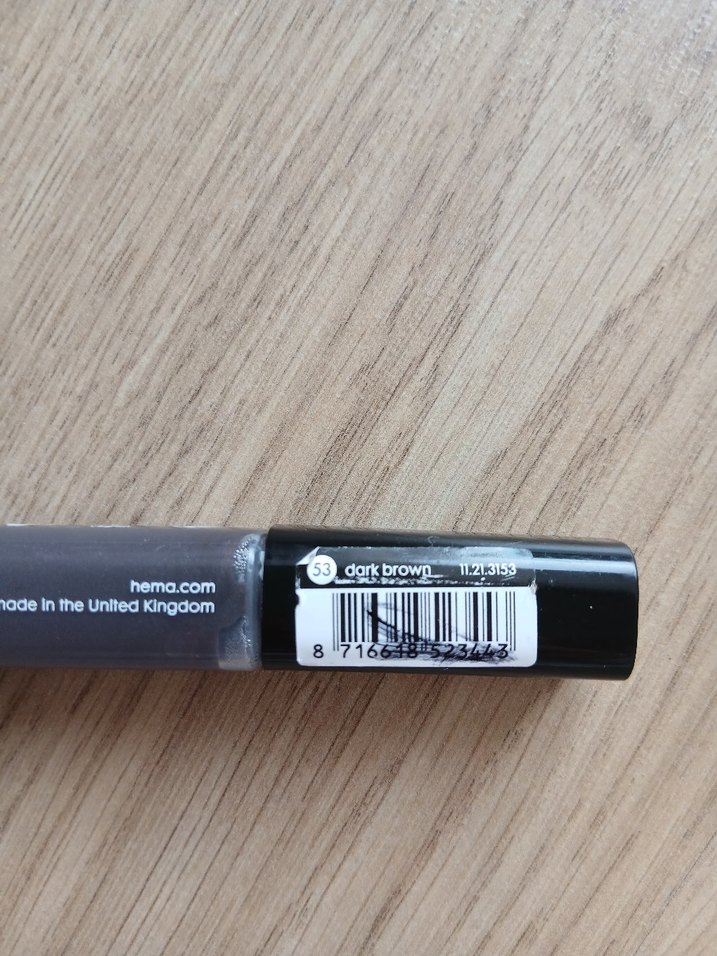 hema.com
made in the United Kingdom
53 dark brown 11.21.3153
8 716618 523443